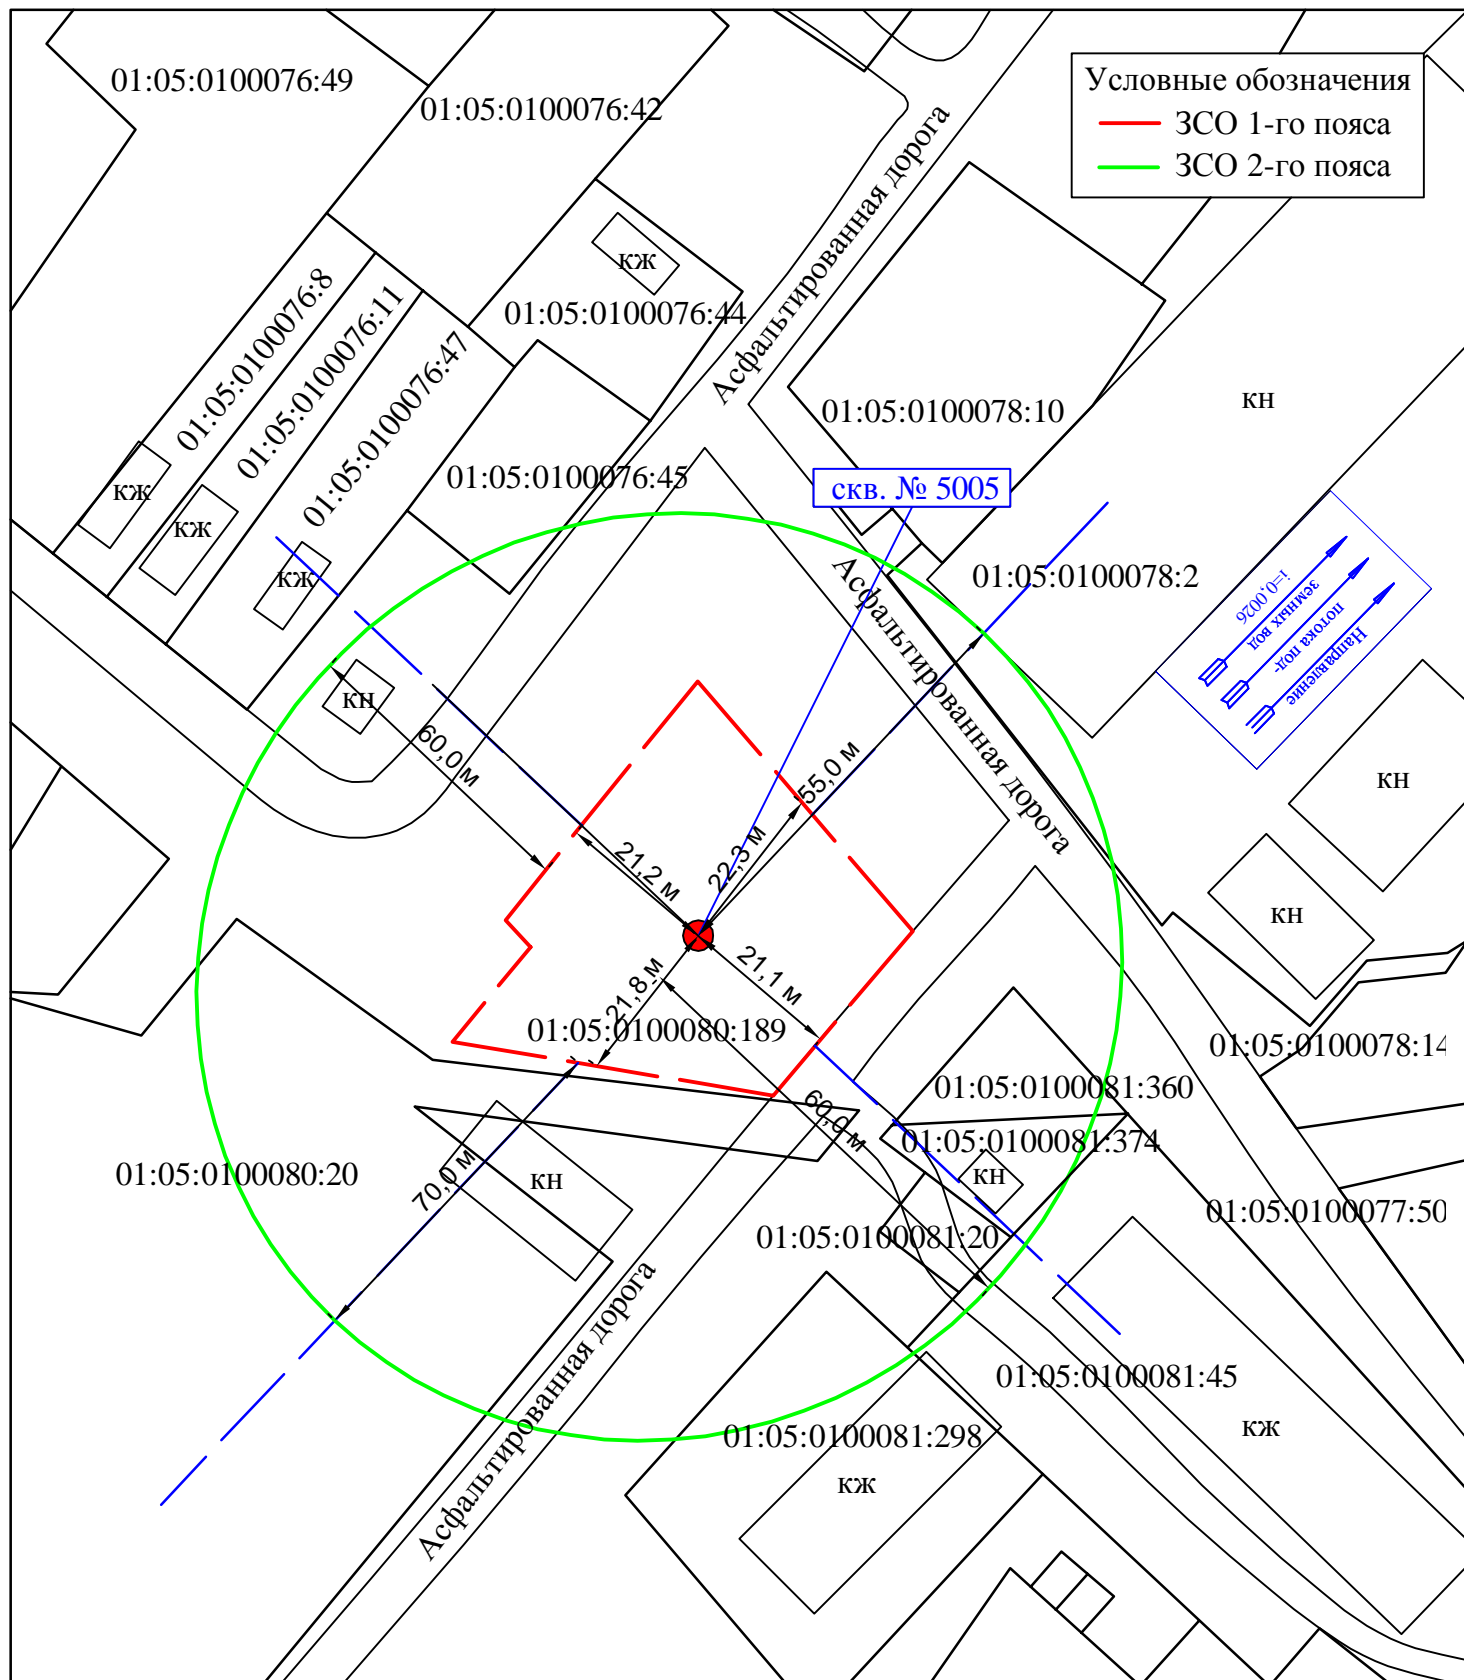 Условные обозначения
ЗСО 1-го пояса
ЗСО 2-го пояса
01:05:0100076:49
01:05:0100076:42
Асфальтированная дорога
кж
01:05:0100076:44
01:05:0100076:8
01:05:0100076:11
01:05:0100076:47
01:05:0100078:10
кн
01:05:0100076:45
скв. № 5005
кж
кж
кж
01:05:0100078:2
Асфальтированная дорога
i=0,0026
Направление
потока под-
земных вод
кн
60,0 м
55,0 м
кн
21,2 м
22,3 м
кн
21,1 м
21,8 м
01:05:0100080:189
01:05:0100078:14
01:05:0100081:360
60,0 м
01:05:0100081:374
кн
01:05:0100080:20
70,0 м
кн
01:05:0100077:50
01:05:0100081:20
Асфальтированная дорога
01:05:0100081:45
01:05:0100081:298
кж
кж